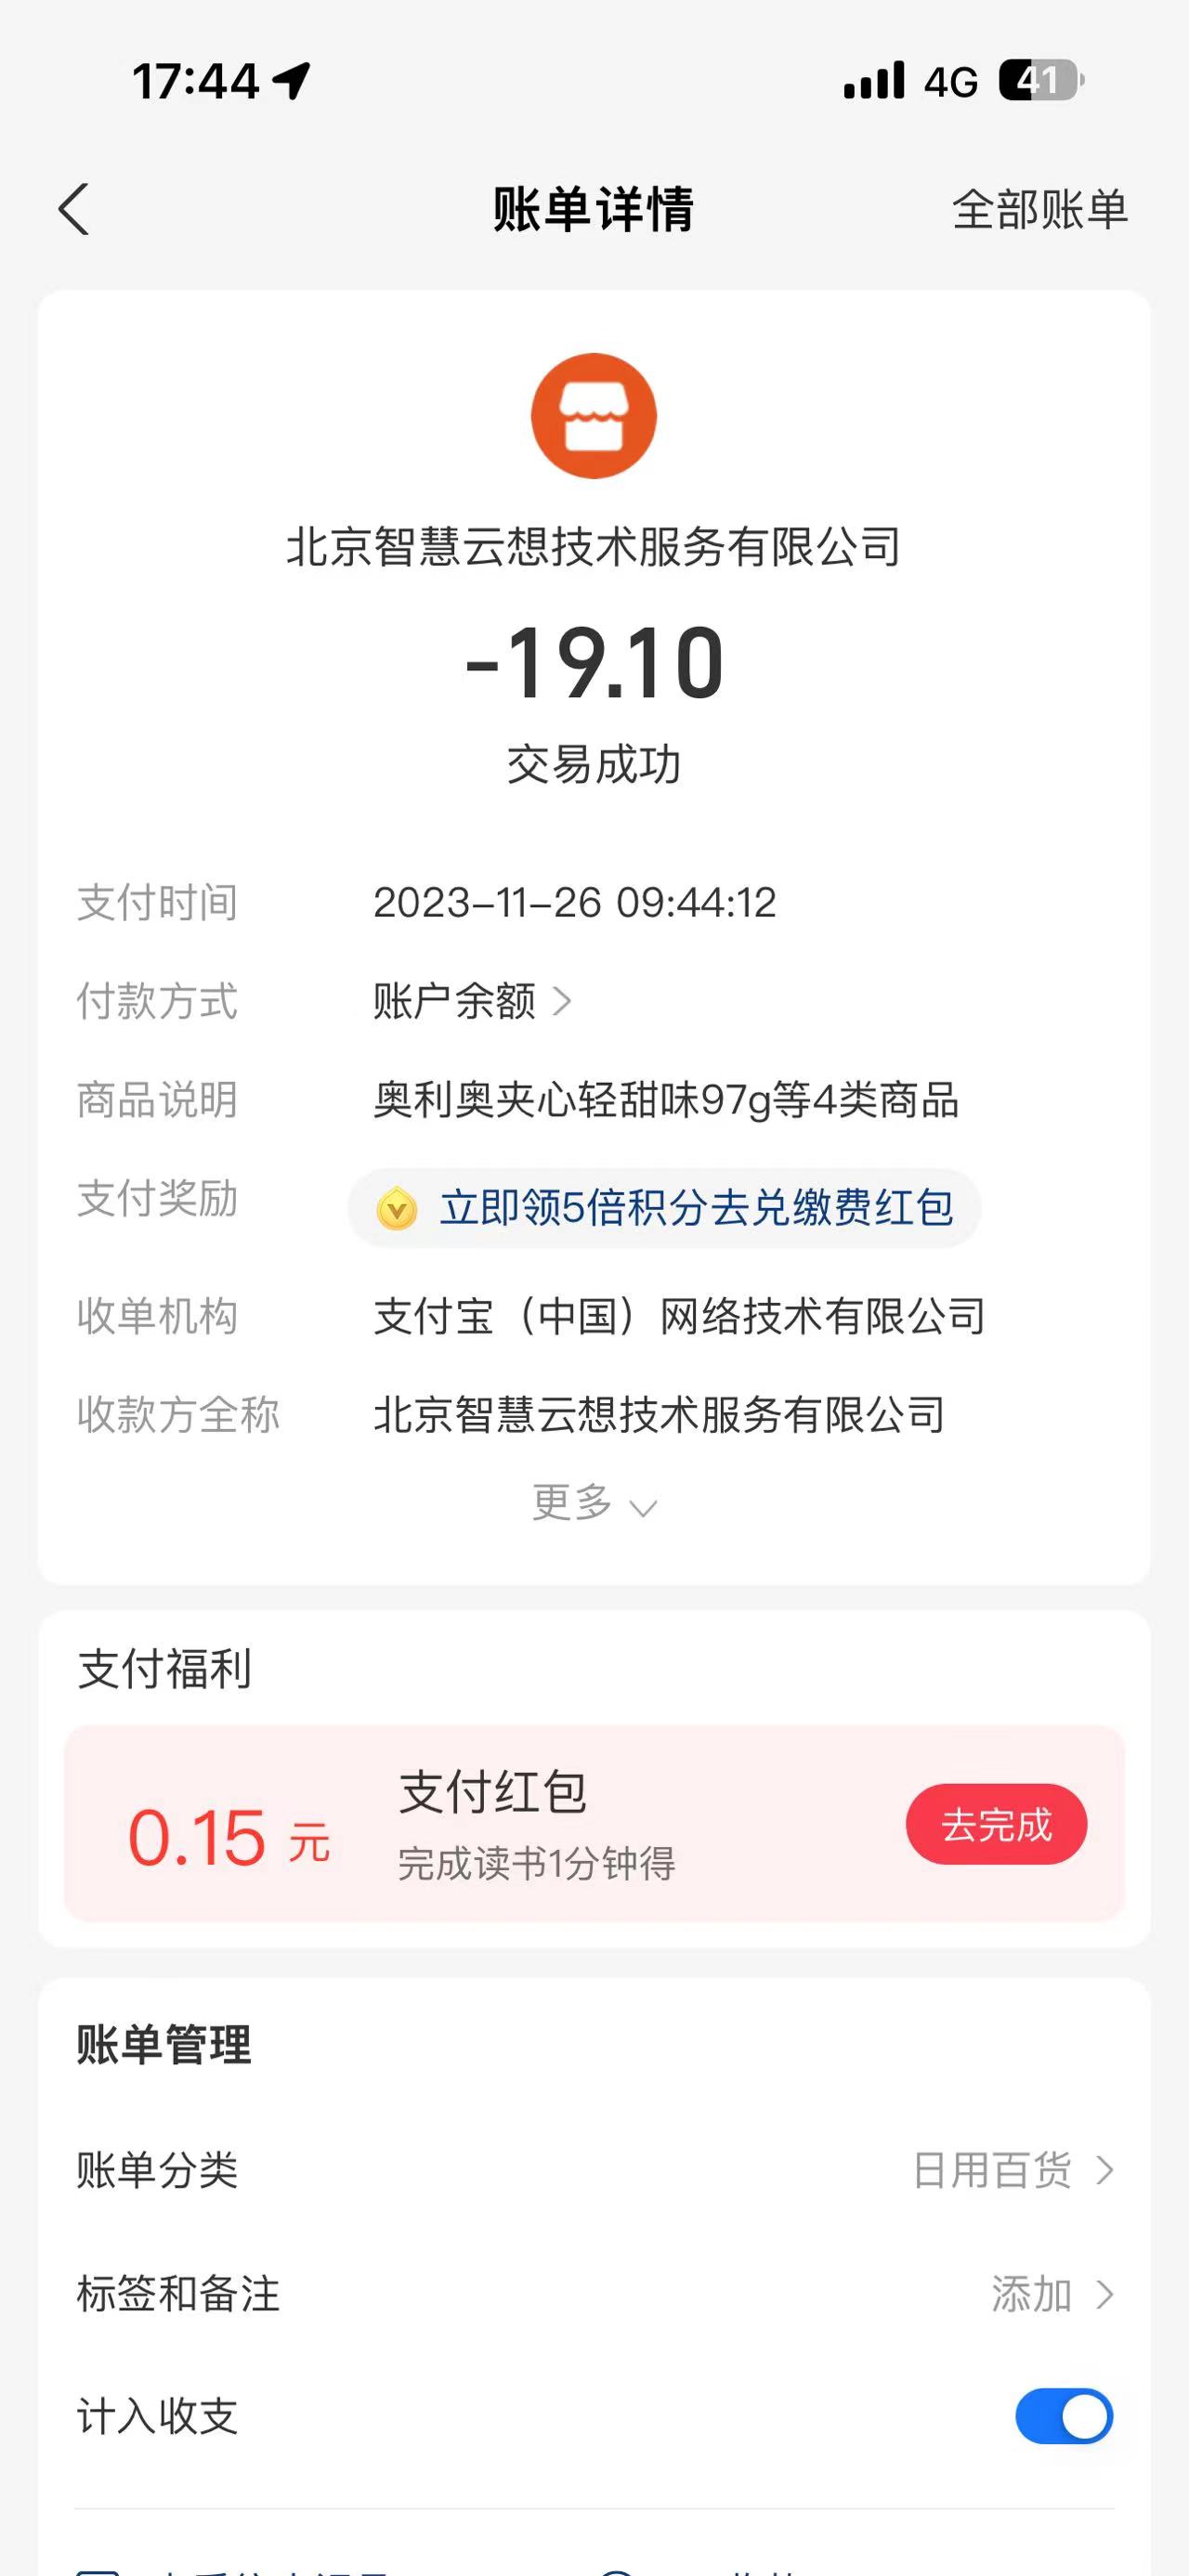 17:44 4G 41
账单详情 全部账单
北京智慧云想技术服务有限公司
-19.10
交易成功
支付时间 2023-11-26 09:44:12
付款方式 账户余额
商品说明 奥利奥夹心轻甜味97g等4类商品
支付奖励 立即领5倍积分去兑缴费红包
收单机构 支付宝（中国）网络技术有限公司
收款方全称 北京智慧云想技术服务有限公司
更多
支付福利
0.15 元 支付红包 去完成
完成读书1分钟得
账单管理
账单分类 日用百货
标签和备注 添加
计入收支